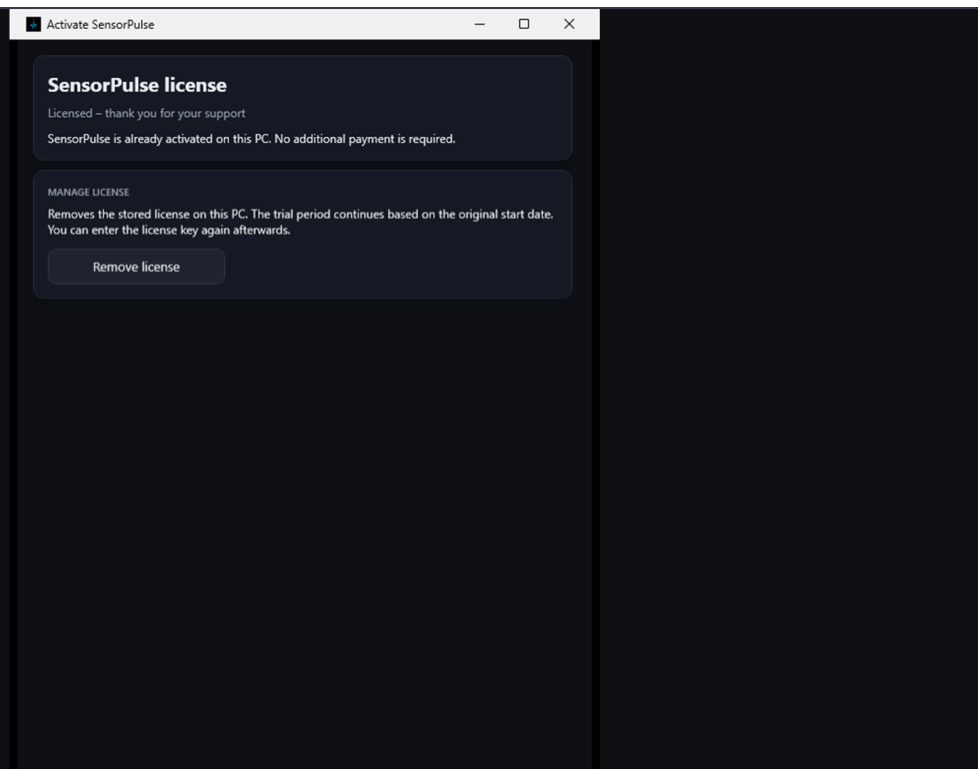 Activate SensorPulse
SensorPulse license
Licensed – thank you for your support
SensorPulse is already activated on this PC. No additional payment is required.
MANAGE LICENSE
Removes the stored license on this PC. The trial period continues based on the original start date.
You can enter the license key again afterwards.
Remove license